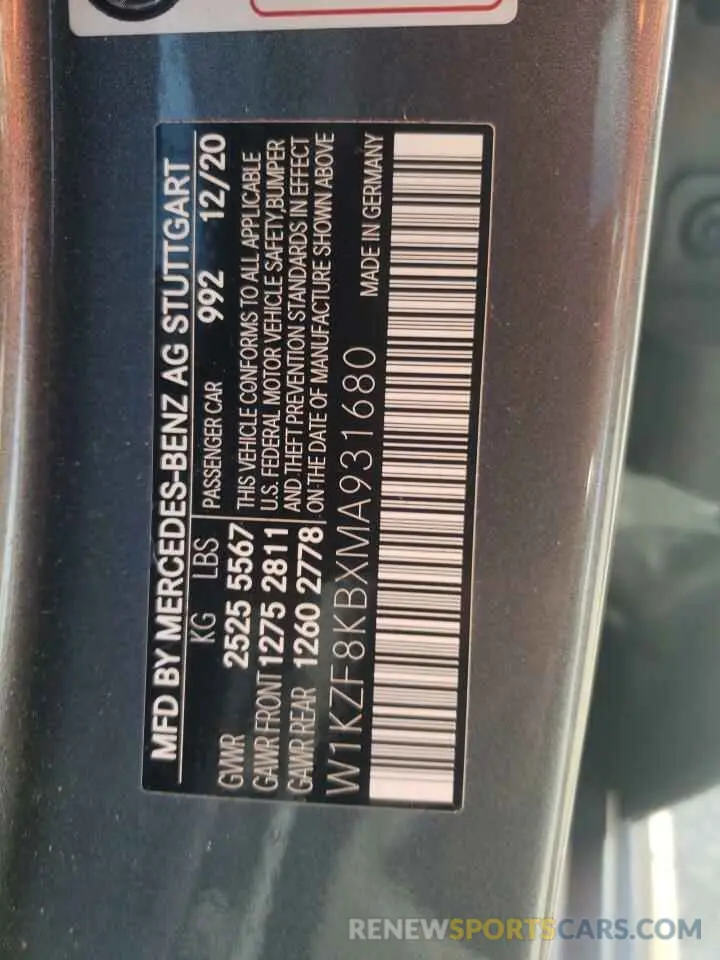 MFD BY MERCEDES-BENZ AG STUTTGART
KG LBS PASSENGER CAR 992 12/20
GVWR 2525 5567
GAWR FRONT 1275 2811
GAWR REAR 1260 2778
THIS VEHICLE CONFORMS TO ALL APPLICABLE
U.S. FEDERAL MOTOR VEHICLE SAFETY,BUMPER
AND THEFT PREVENTION STANDARDS IN EFFECT
ON THE DATE OF MANUFACTURE SHOWN ABOVE
W1KZF8KBXMA931680 MADE IN GERMANY
RENEWSPORTSCARS.COM